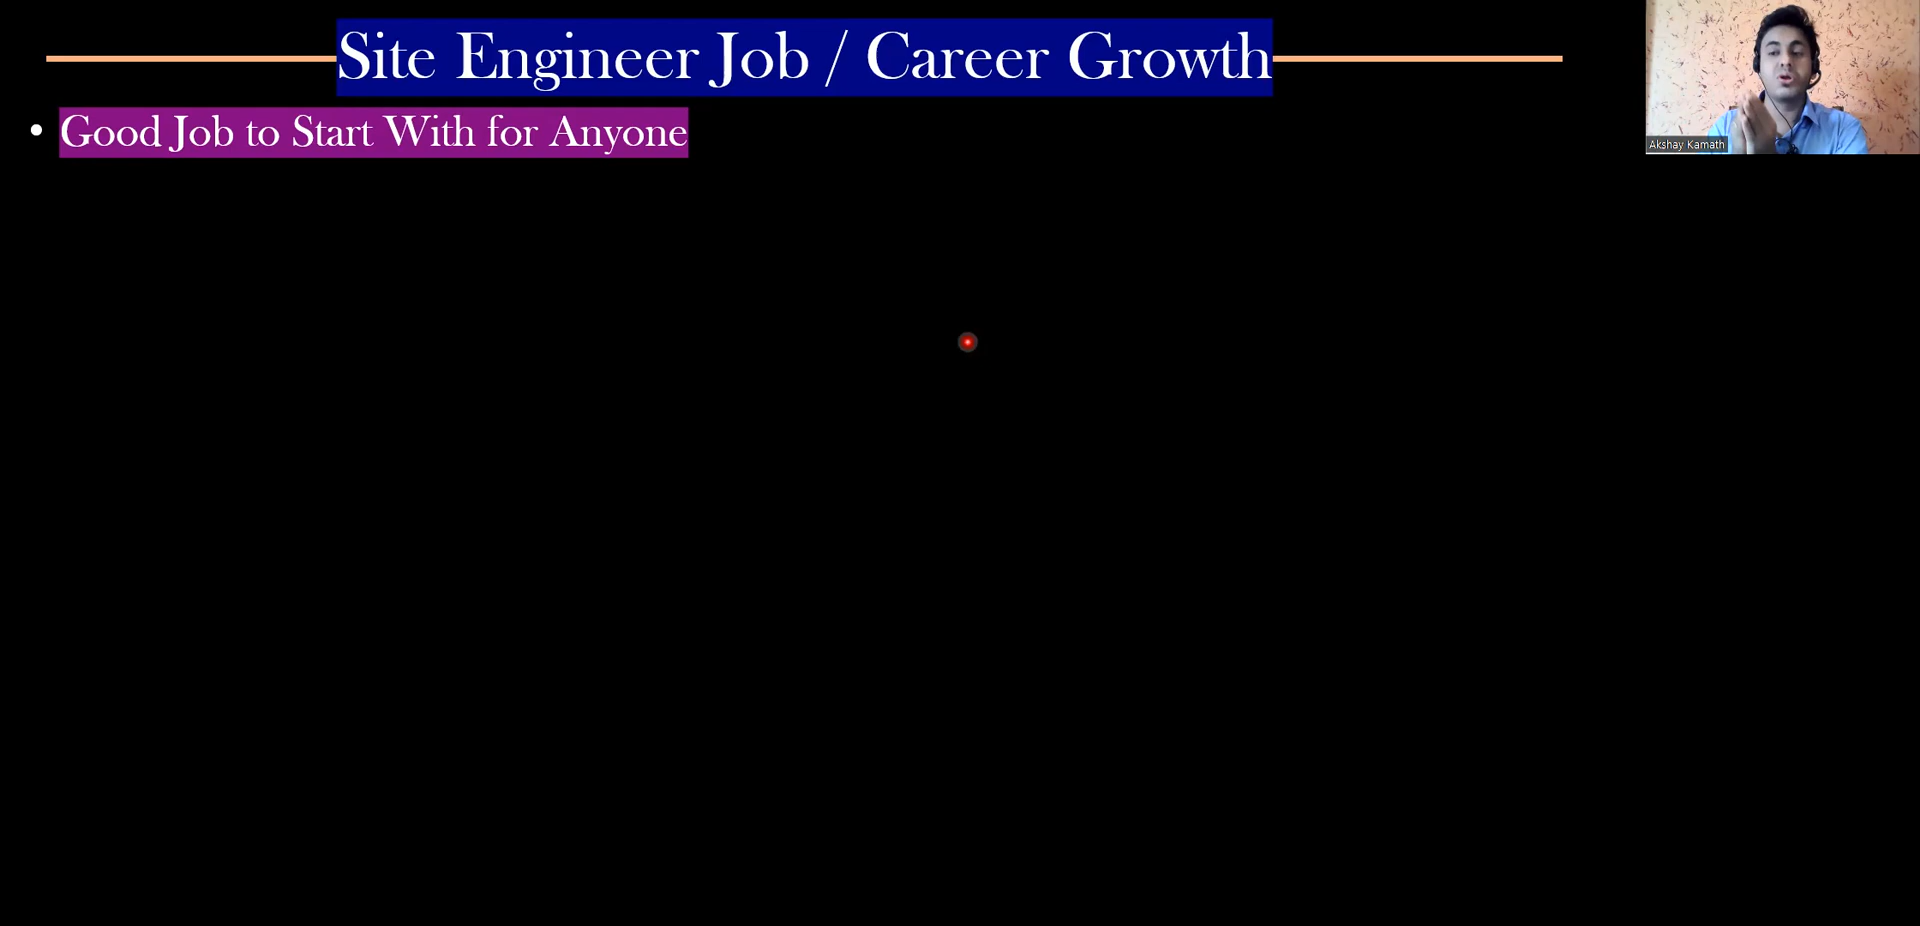 Site Engineer Job / Career Growth
• Good Job to Start With for Anyone
Akshay Kamath